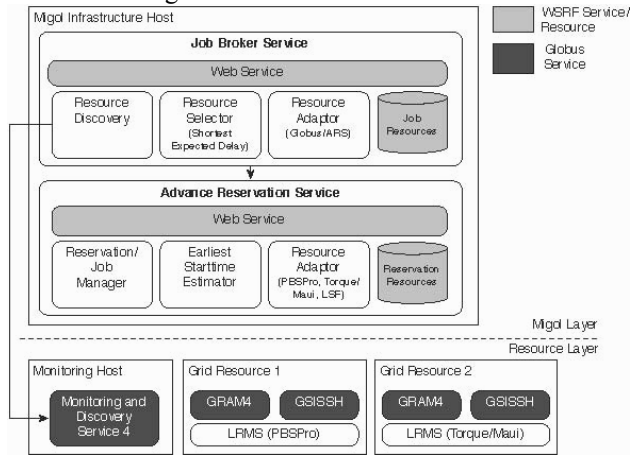 Migol Infrastructure Host
WSRF Service/
Resource
Globus
Service
Job Broker Service
Web Service
Resource
Discovery
Resource
Selector
(Shortest
Expected Delay)
Resource
Adaptor
(Globus/ARS)
Job
Resources
Advance Reservation Service
Web Service
Reservation/
Job
Manager
Earliest
Starttime
Estimator
Resource
Adaptor
(PBSPro, Torque/
Maui, LSF)
Reservation
Resources
Migol Layer
Resource Layer
Monitoring Host
Monitoring and
Discovery
Service 4
Grid Resource 1
GRAM4
GSISSH
LRMS (PBSPro)
Grid Resource 2
GRAM4
GSISSH
LRMS (Torque/Maui)